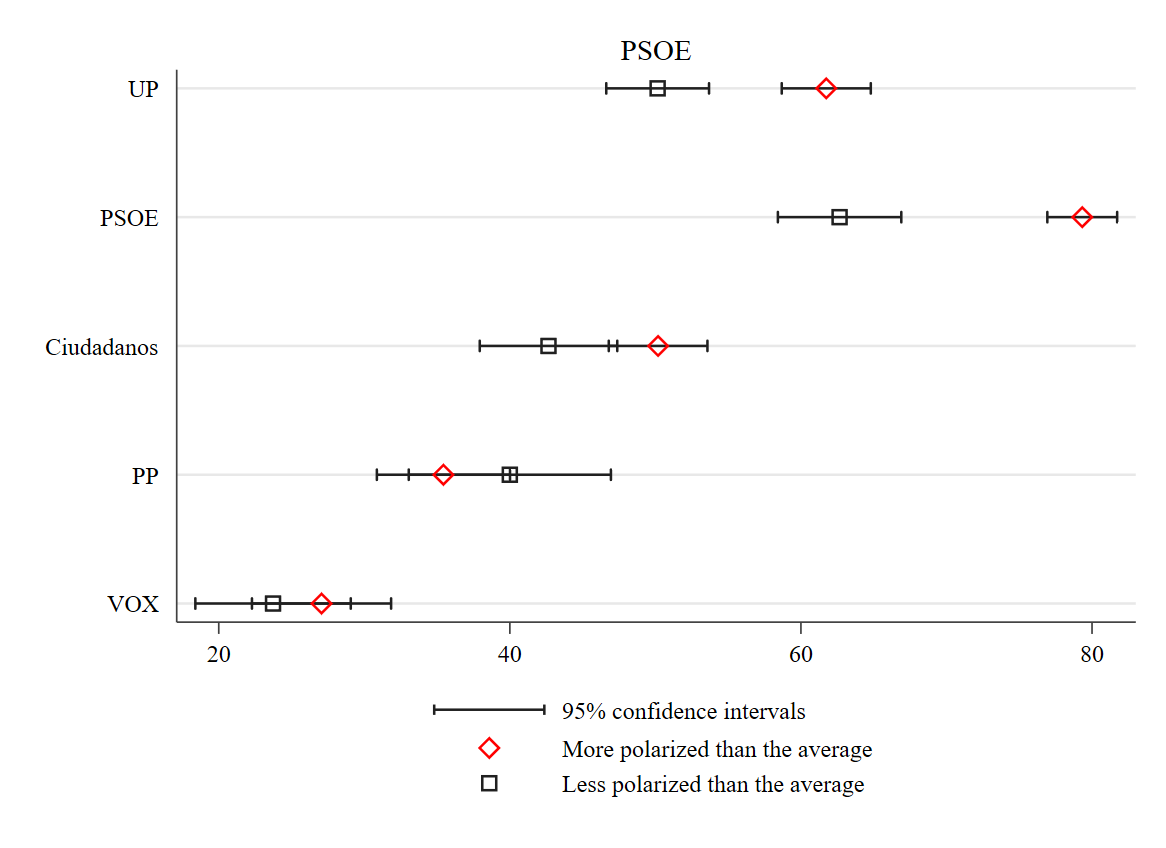 PSOE
UP
PSOE
Ciudadanos
PP
VOX
20 40 60 80
95% confidence intervals
More polarized than the average
Less polarized than the average